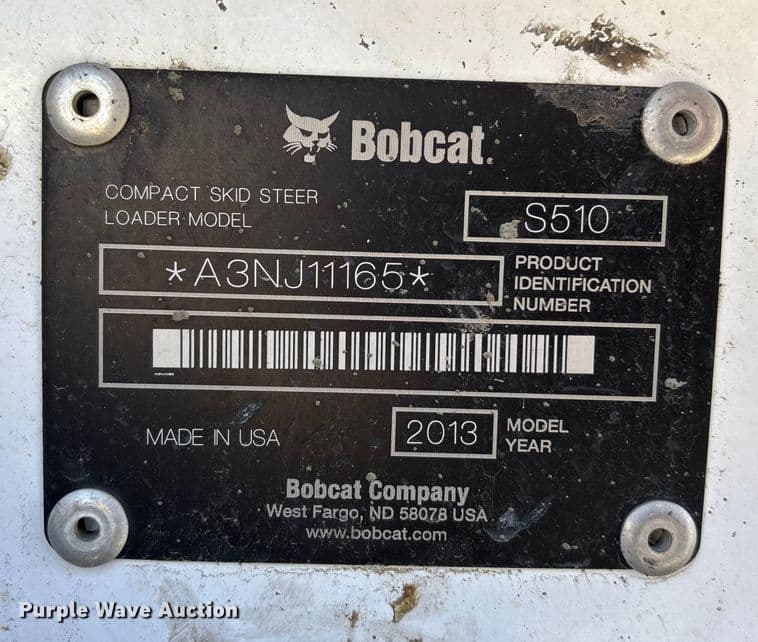 Bobcat.
COMPACT SKID STEER
LOADER MODEL
S510
*A3NJ11165*
PRODUCT
IDENTIFICATION
NUMBER
MADE IN USA
2013
MODEL
YEAR
Bobcat Company
West Fargo, ND 58078 USA
www.bobcat.com
Purple Wave Auction